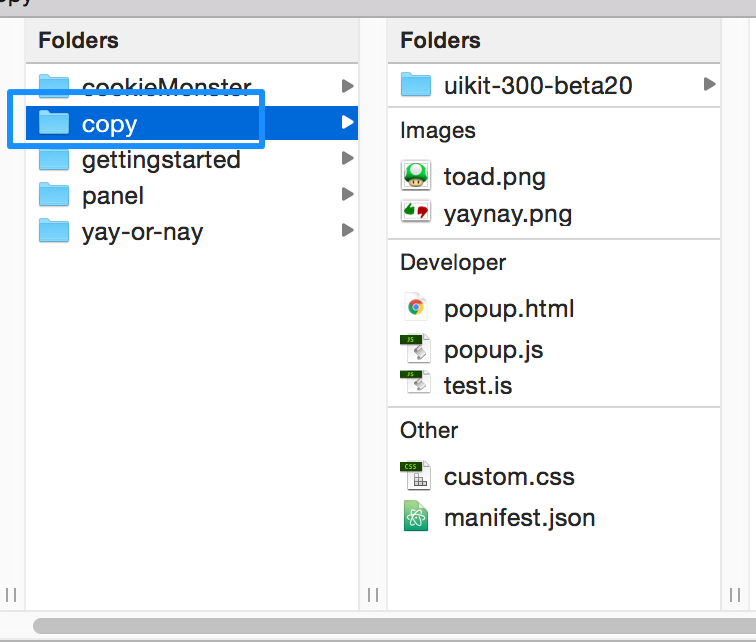 Folders
cookieMonster
copy
gettingstarted
panel
yay-or-nay
Folders
uikit-300-beta20
Images
toad.png
yaynay.png
Developer
popup.html
JS
popup.js
JS
test.is
Other
CSS
custom.css
manifest.json